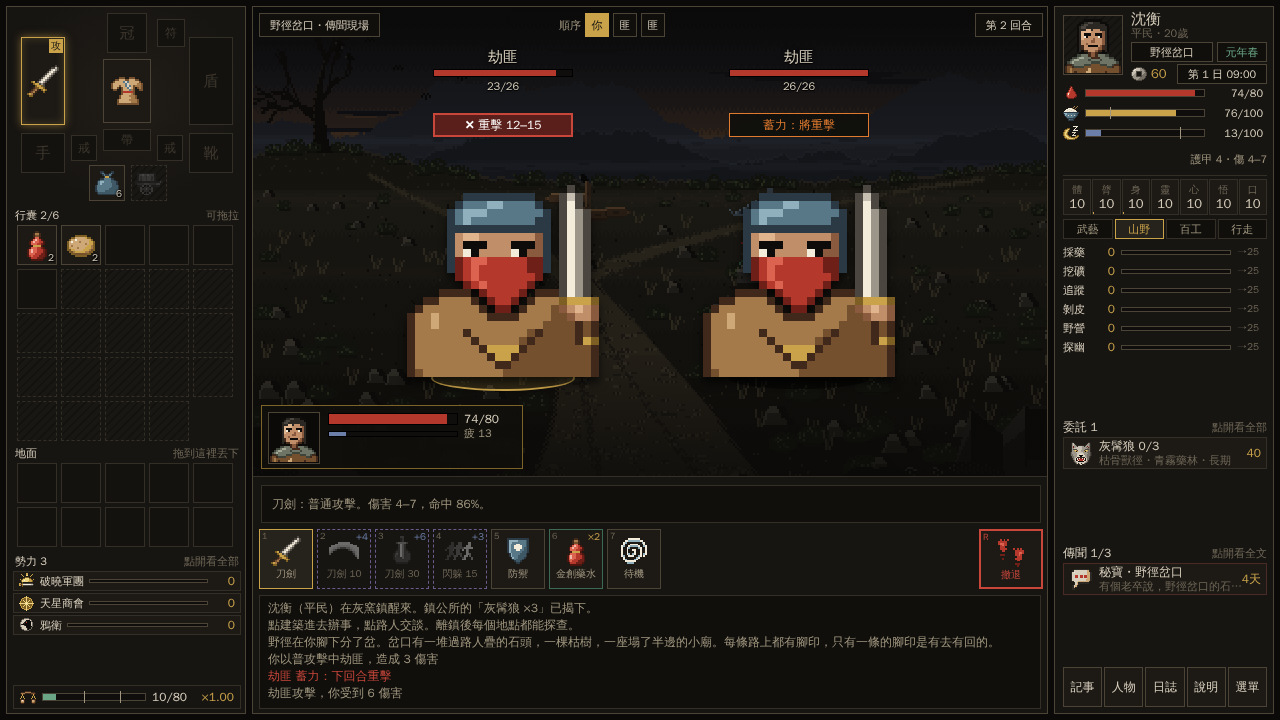 冠
符
攻
盾
手
戒
帶
戒
靴
6
行囊 2/6
可拖拉
2
2
地面
拖到這裡丟下
勢力 3
點開看全部
破曉軍團 0
天星商會 0
鴉衛 0
10/80
×1.00
野徑岔口・傳聞現場
順序 你 匪 匪
第 2 回合
劫匪
23/26
✕ 重擊 12–15
劫匪
26/26
蓄力：將重擊
74/80
疲 13
刀劍：普通攻擊。傷害 4–7，命中 86%。
1 刀劍
2 +4 刀劍 10
3 +6 刀劍 30
4 +3 閃躲 15
5 防禦
6 ×2 金創藥水
7 待機
R 撤退
沈衡（平民）在灰窯鎮醒來。鎮公所的「灰髯狼 ×3」已揭下。
點建築進去辦事，點路人交談。離鎮後每個地點都能探查。
野徑在你腳下分了岔。岔口有一堆過路人疊的石頭，一棵枯樹，一座塌了半邊的小廟。每條路上都有腳印，只有一條的腳印是有去有回的。
你以普攻擊中劫匪，造成 3 傷害
劫匪 蓄力：下回合重擊
劫匪攻擊，你受到 6 傷害
沈衡
平民・20歲
野徑岔口
元年春
60
第 1 日 09:00
74/80
76/100
13/100
護甲 4・傷 4–7
體 臂 身 靈 心 悟 口
10 10 10 10 10 10 10
武藝 山野 百工 行走
採藥 0 →25
挖礦 0 →25
追蹤 0 →25
剝皮 0 →25
野營 0 →25
探幽 0 →25
委託 1
點開看全部
灰髯狼 0/3
枯骨獸徑・青霧藥林・長期
40
傳聞 1/3
點開看全文
秘寶・野徑岔口
有個老卒說，野徑岔口的石…
4天
記事 人物 日誌 說明 選單